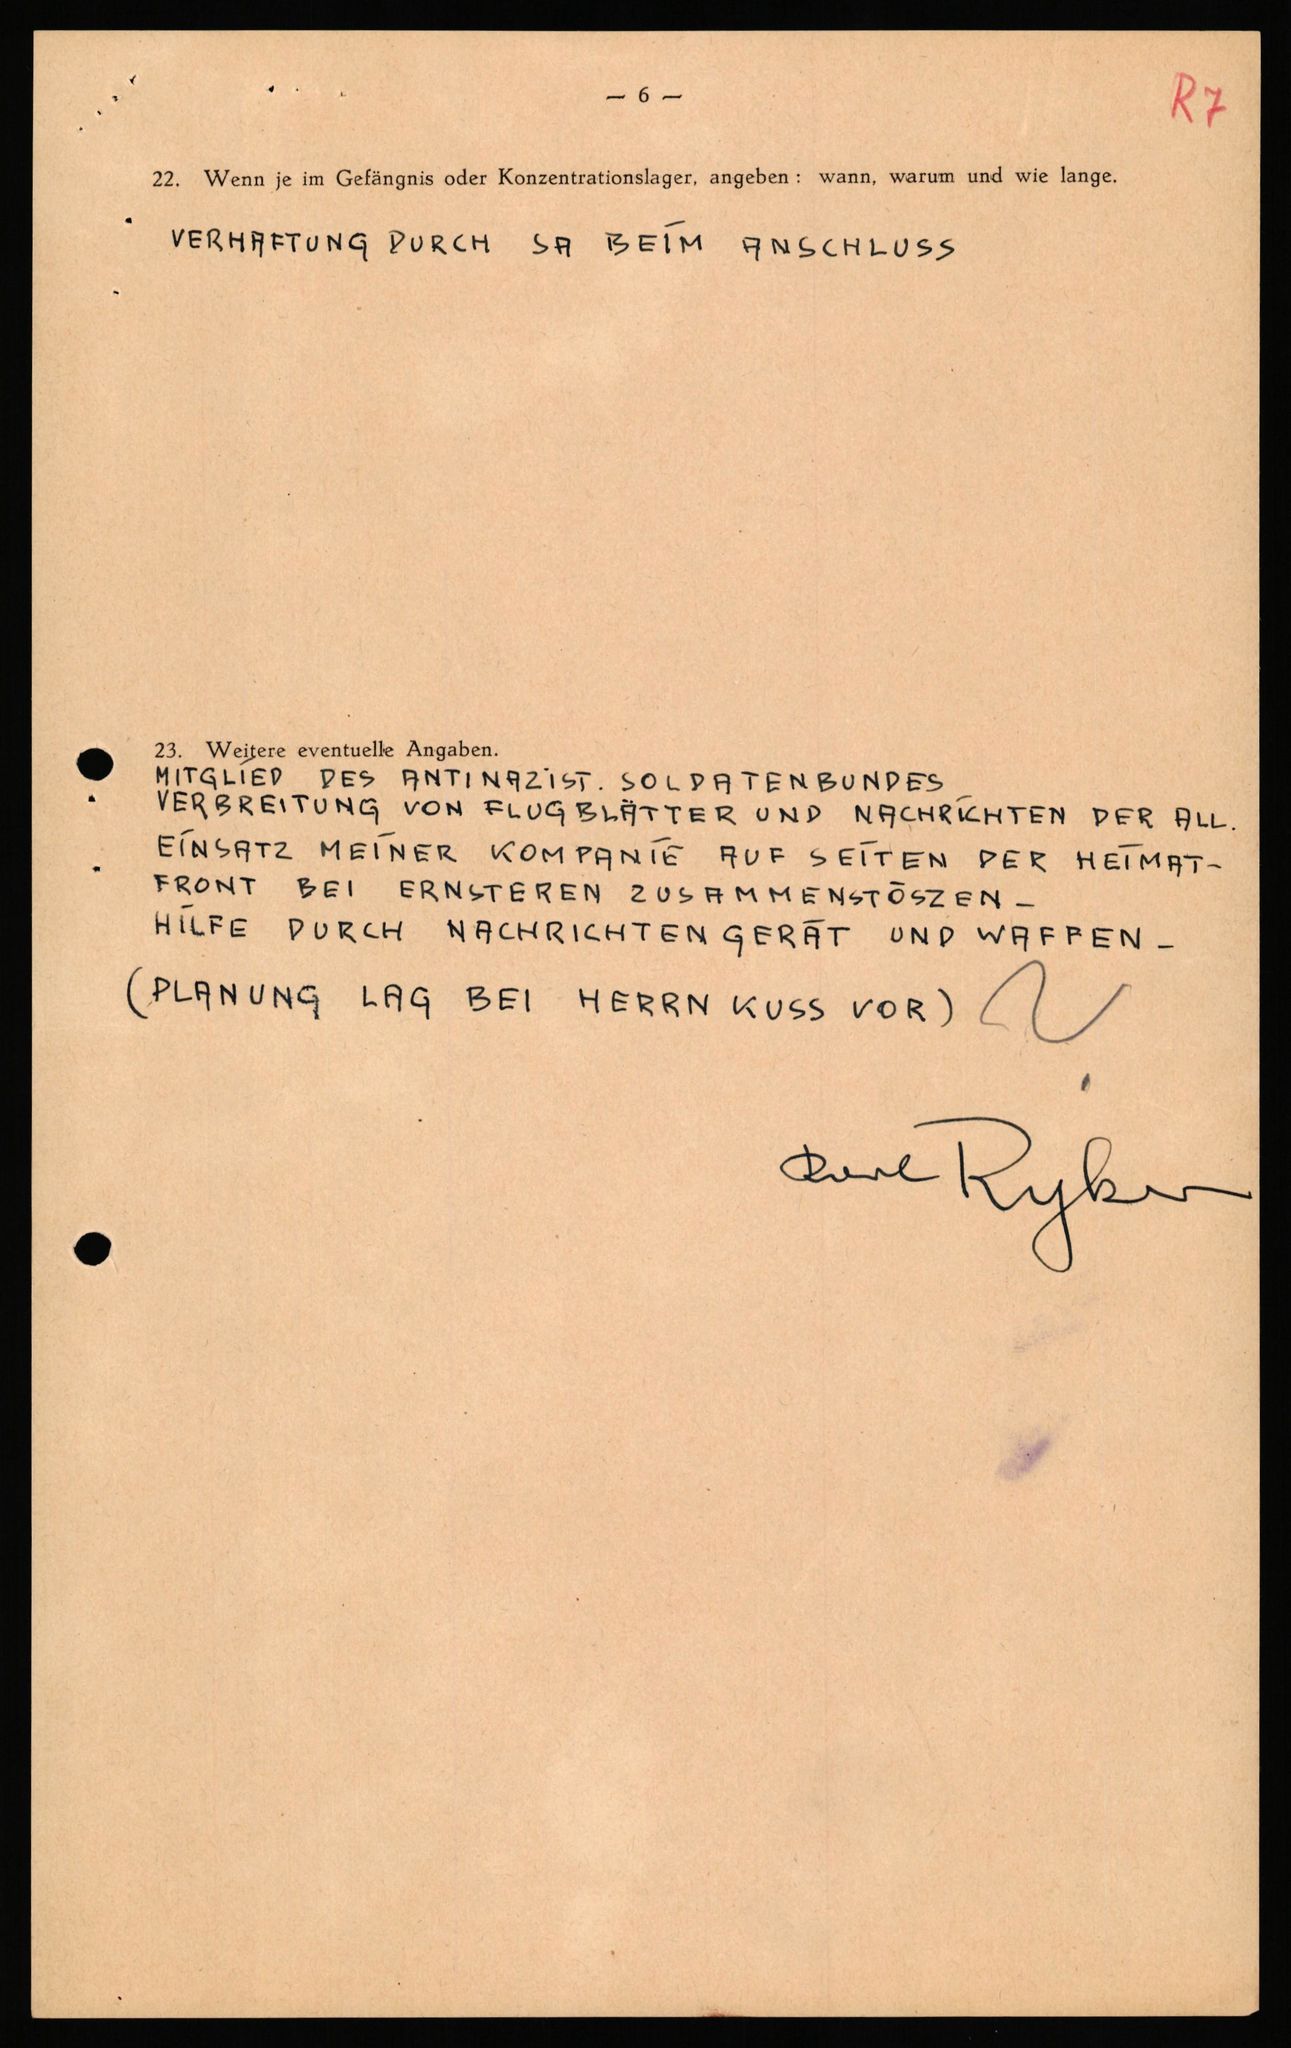 — 6 —
R7
22. Wenn je im Gefängnis oder Konzentrationslager, angeben: wann, warum und wie lange.
VERHAFTUNG DURCH SA BEIM ANSCHLUSS
23. Weitere eventuelle Angaben.
MITGLIED DES ANTINAZIST. SOLDATENBUNDES
VERBREITUNG VON FLUGBLÄTTER UND NACHRICHTEN DER ALL.
EINSATZ MEINER KOMPANIE AUF SEITEN DER HEIMAT-
FRONT BEI ERNSTEREN ZUSAMMENSTÖSZEN –
HILFE DURCH NACHRICHTENGERÄT UND WAFFEN –
(PLANUNG LAG BEI HERRN KUSS VOR)